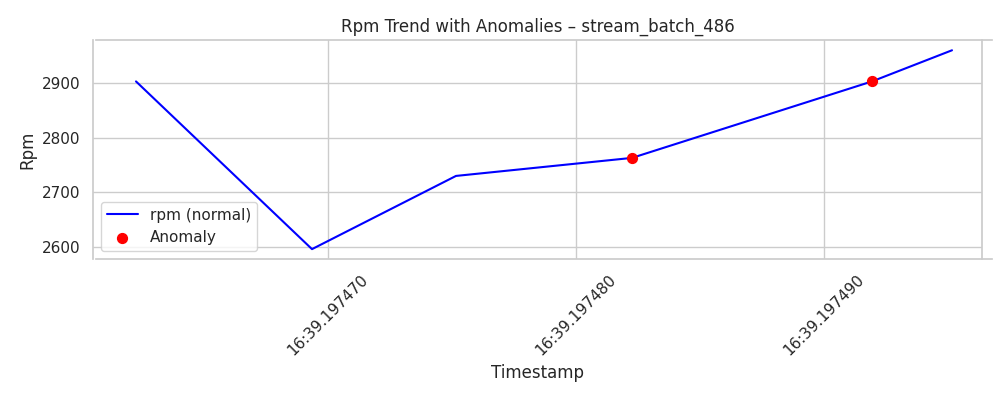 Rpm Trend with Anomalies – stream_batch_486
Rpm
2900
2800
2700
2600
rpm (normal)
Anomaly
16:39.197470
16:39.197480
16:39.197490
Timestamp